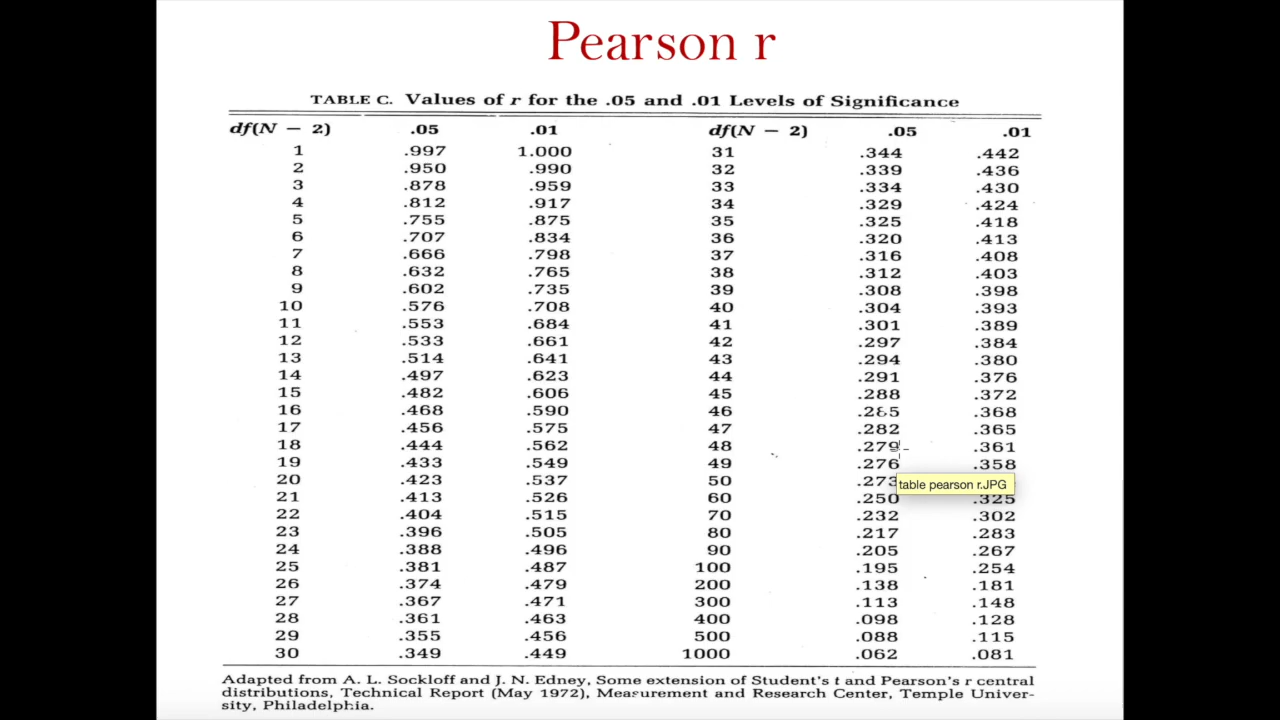 Pearson r
TABLE C. Values of r for the .05 and .01 Levels of Significance
df(N − 2) .05 .01 df(N − 2) .05 .01
1 .997 1.000 31 .344 .442
2 .950 .990 32 .339 .436
3 .878 .959 33 .334 .430
4 .812 .917 34 .329 .424
5 .755 .875 35 .325 .418
6 .707 .834 36 .320 .413
7 .666 .798 37 .316 .408
8 .632 .765 38 .312 .403
9 .602 .735 39 .308 .398
10 .576 .708 40 .304 .393
11 .553 .684 41 .301 .389
12 .533 .661 42 .297 .384
13 .514 .641 43 .294 .380
14 .497 .623 44 .291 .376
15 .482 .606 45 .288 .372
16 .468 .590 46 .285 .368
17 .456 .575 47 .282 .365
18 .444 .562 48 .279 .361
19 .433 .549 49 .276 .358
20 .423 .537 50 .273
table pearson r.JPG
21 .413 .526 60 .250 .325
22 .404 .515 70 .232 .302
23 .396 .505 80 .217 .283
24 .388 .496 90 .205 .267
25 .381 .487 100 .195 .254
26 .374 .479 200 .138 .181
27 .367 .471 300 .113 .148
28 .361 .463 400 .098 .128
29 .355 .456 500 .088 .115
30 .349 .449 1000 .062 .081
Adapted from A. L. Sockloff and J. N. Edney, Some extension of Student's t and Pearson's r central
distributions, Technical Report (May 1972), Measurement and Research Center, Temple Univer-
sity, Philadelphia.